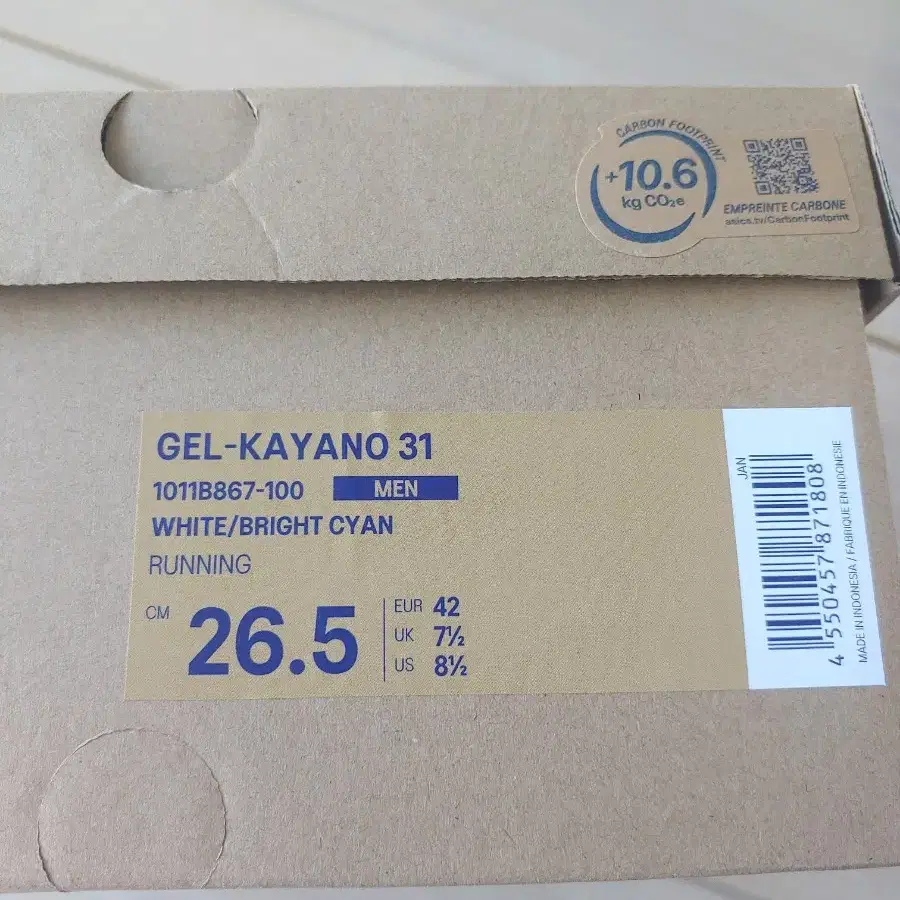 CARBON FOOTPRINT
+10.6
kg CO₂e
EMPREINTE CARBONE
asics.tv/CarbonFootprint
GEL-KAYANO 31
1011B867-100 MEN
WHITE/BRIGHT CYAN
RUNNING
CM 26.5
EUR 42
UK 7½
US 8½
JAN
4 550457 871808
MADE IN INDONESIA / FABRIQUE EN INDONESIE